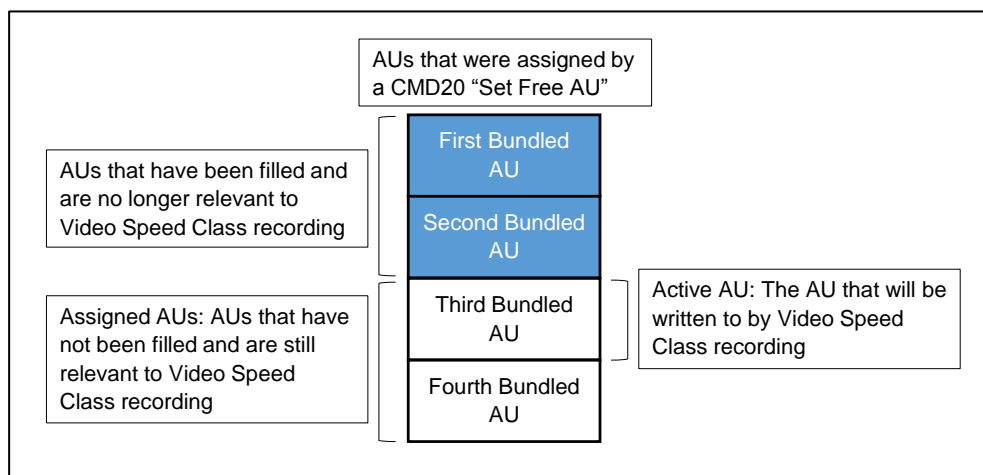 AUs that were assigned by
a CMD20 “Set Free AU”
First Bundled
AU
AUs that have been filled and
are no longer relevant to
Video Speed Class recording
Second Bundled
AU
Third Bundled
AU
Active AU: The AU that will be
written to by Video Speed
Class recording
Assigned AUs: AUs that have
not been filled and are still
relevant to Video Speed
Class recording
Fourth Bundled
AU